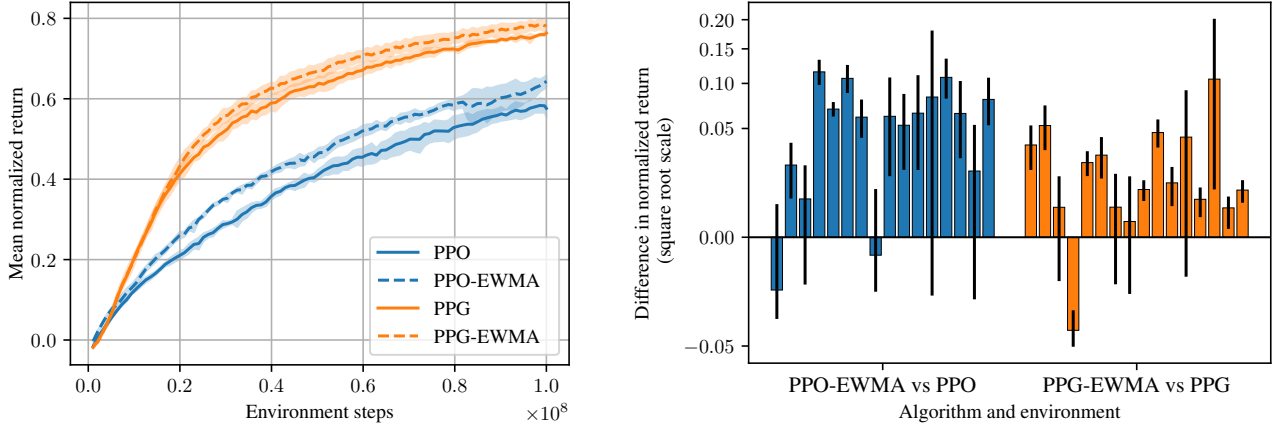 Mean normalized return
0.8
0.6
0.4
0.2
0.0
0.0
0.2
0.4
0.6
0.8
1.0
×10⁸
Environment steps
PPO
PPO-EWMA
PPG
PPG-EWMA
Difference in normalized return
(square root scale)
0.20
0.15
0.10
0.05
0.00
−0.05
PPO-EWMA vs PPO
PPG-EWMA vs PPG
Algorithm and environment